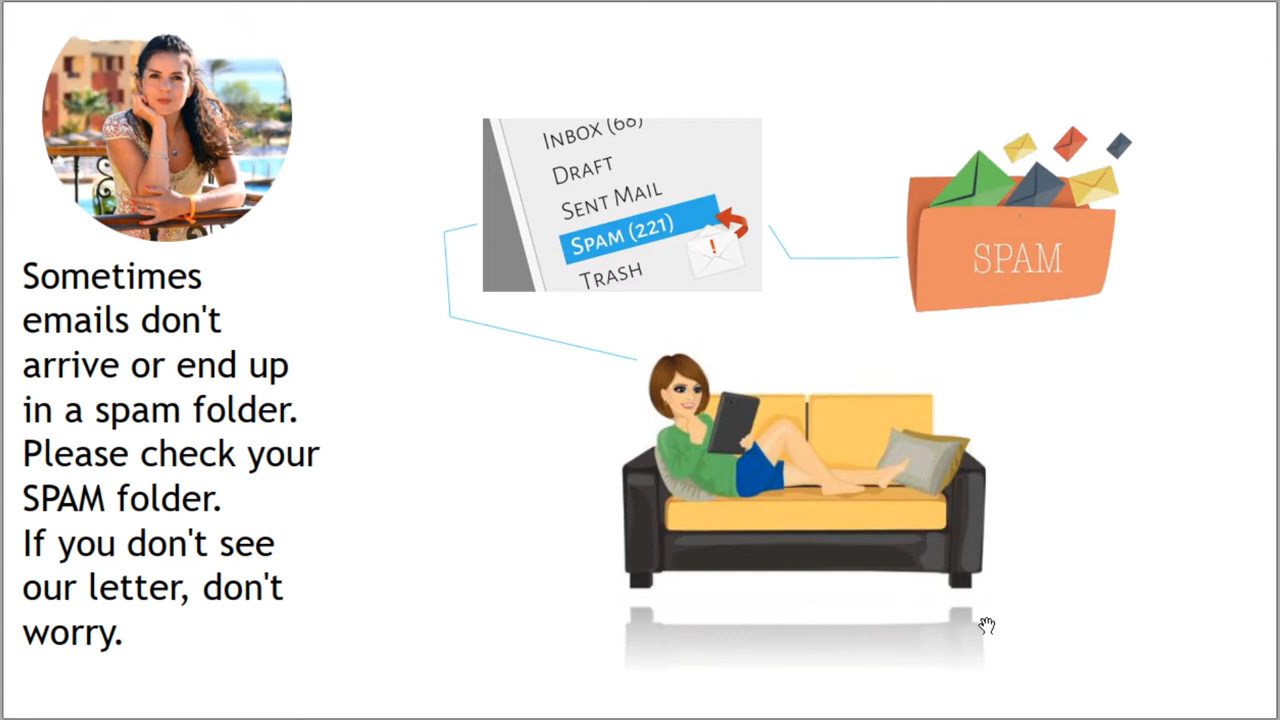 Sometimes
emails don't
arrive or end up
in a spam folder.
Please check your
SPAM folder.
If you don't see
our letter, don't
worry.
INBOX (68)
DRAFT
SENT MAIL
SPAM (221)
TRASH
SPAM